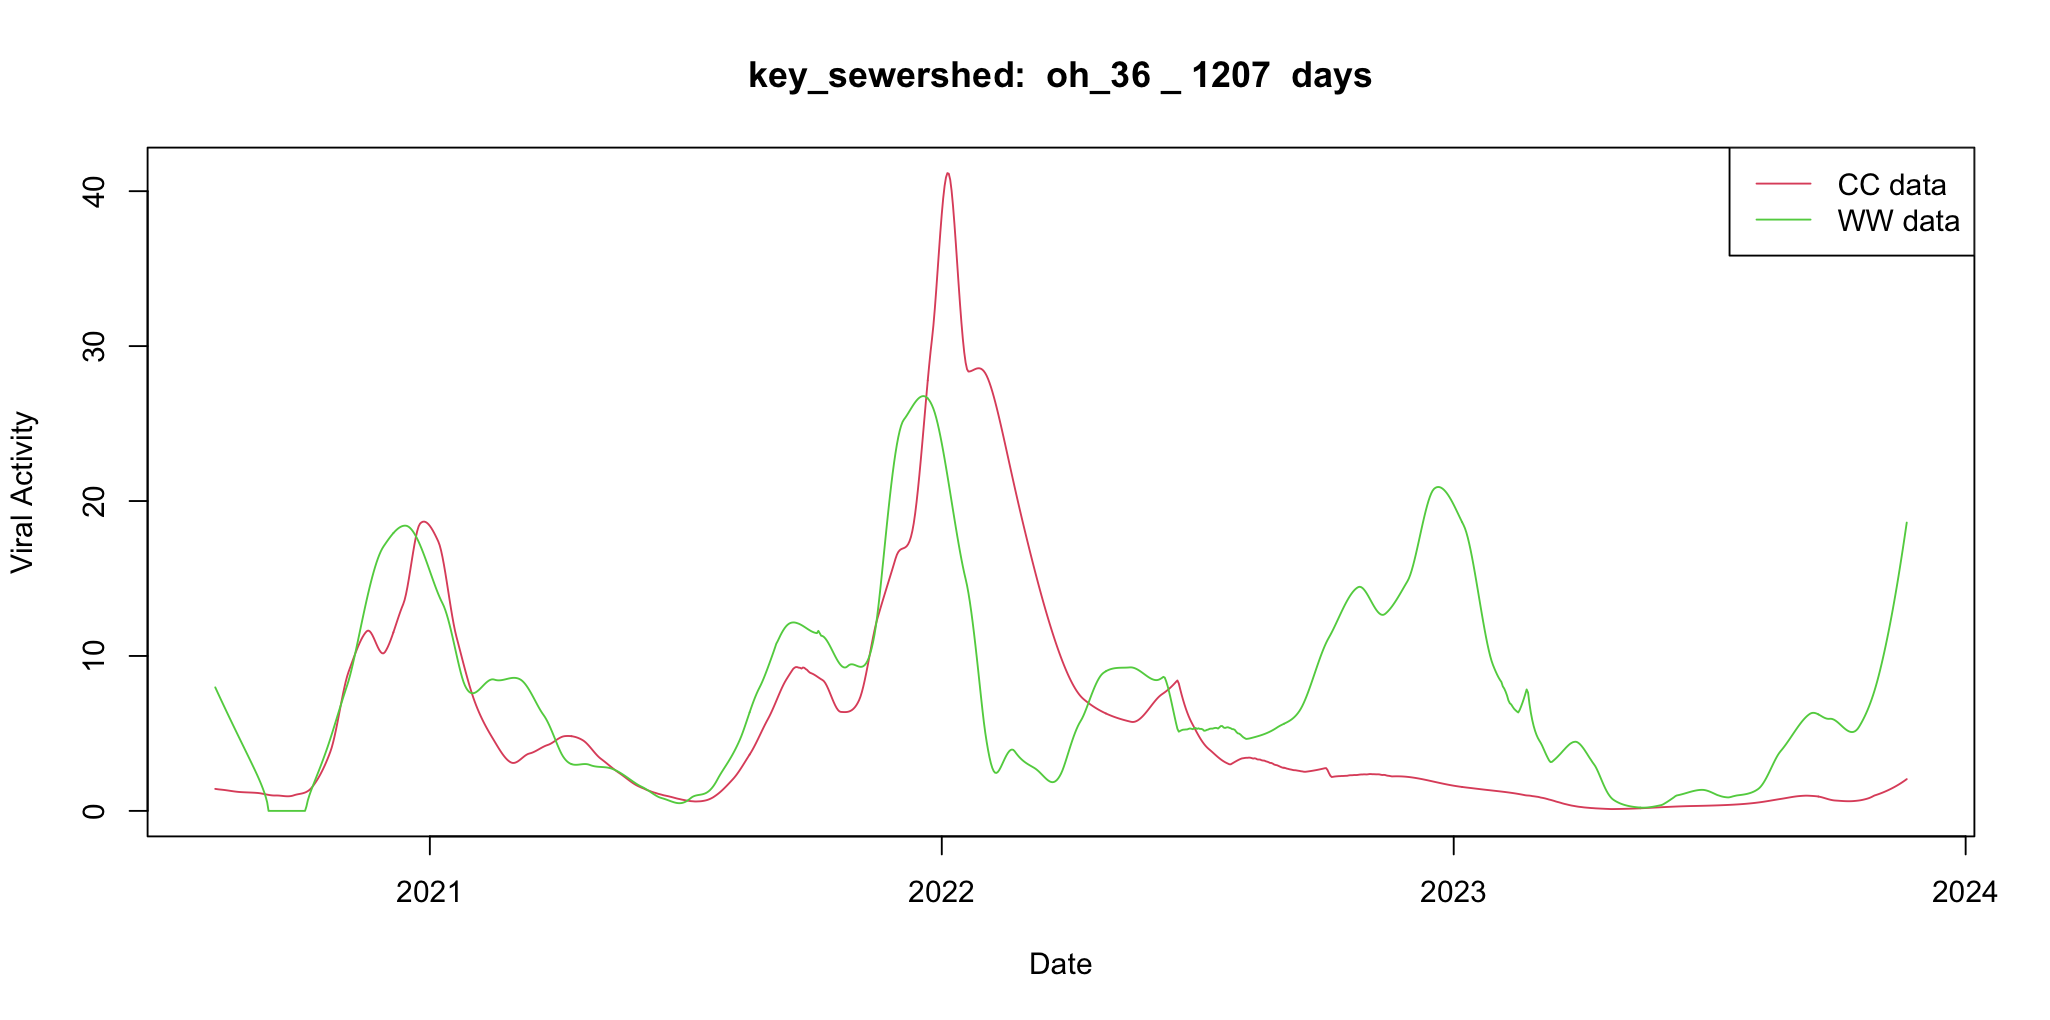 key_sewershed:  oh_36 _ 1207  days
CC data
WW data
Viral Activity
40
30
20
10
0
2021 2022 2023 2024
Date